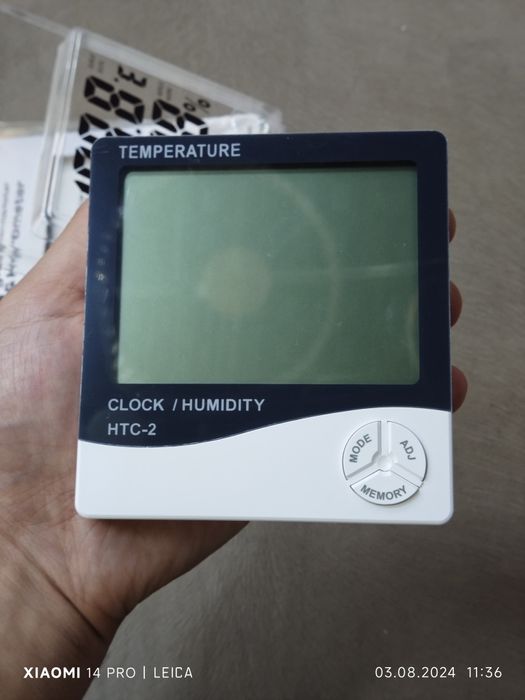 TEMPERATURE
CLOCK / HUMIDITY
HTC-2
MODE
ADJ
MEMORY
XIAOMI 14 PRO | LEICA
03.08.2024 11:36